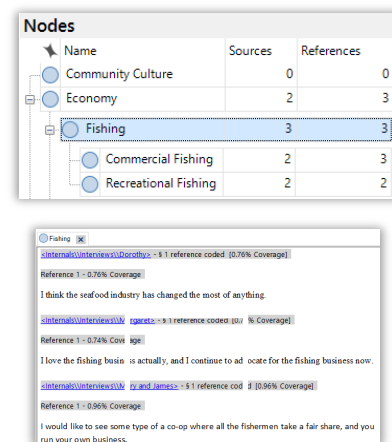 Nodes
Name Sources References
Community Culture 0 0
Economy 2 3
Fishing 3 3
Commercial Fishing 2 3
Recreational Fishing 2 2
Fishing
<Internals\\Interviews\\Dorothy> - § 1 reference coded [0.76% Coverage]
Reference 1 - 0.76% Coverage
I think the seafood industry has changed the most of anything.
<Internals\\Interviews\\M rgaret> - § 1 reference coded [0. % Coverage]
Reference 1 - 0.74% Cove age
I love the fishing busin ss actually, and I continue to ad ocate for the fishing business now.
<Internals\\Interviews\\M ry and James> - § 1 reference cod d [0.96% Coverage]
Reference 1 - 0.96% Coverage
I would like to see some type of a co-op where all the fishermen take a fair share, and you
run your own business.